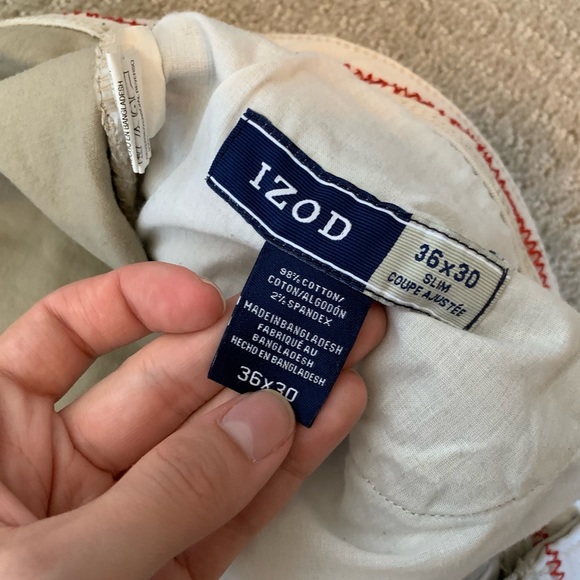 IZOD
36x30
SLIM
COUPE AJUSTÉE
98% COTTON/
COTON/ALGODÓN
2% SPANDEX
MADE IN BANGLADESH
FABRIQUÉ AU
BANGLADESH
HECHO EN BANGLADESH
36x30